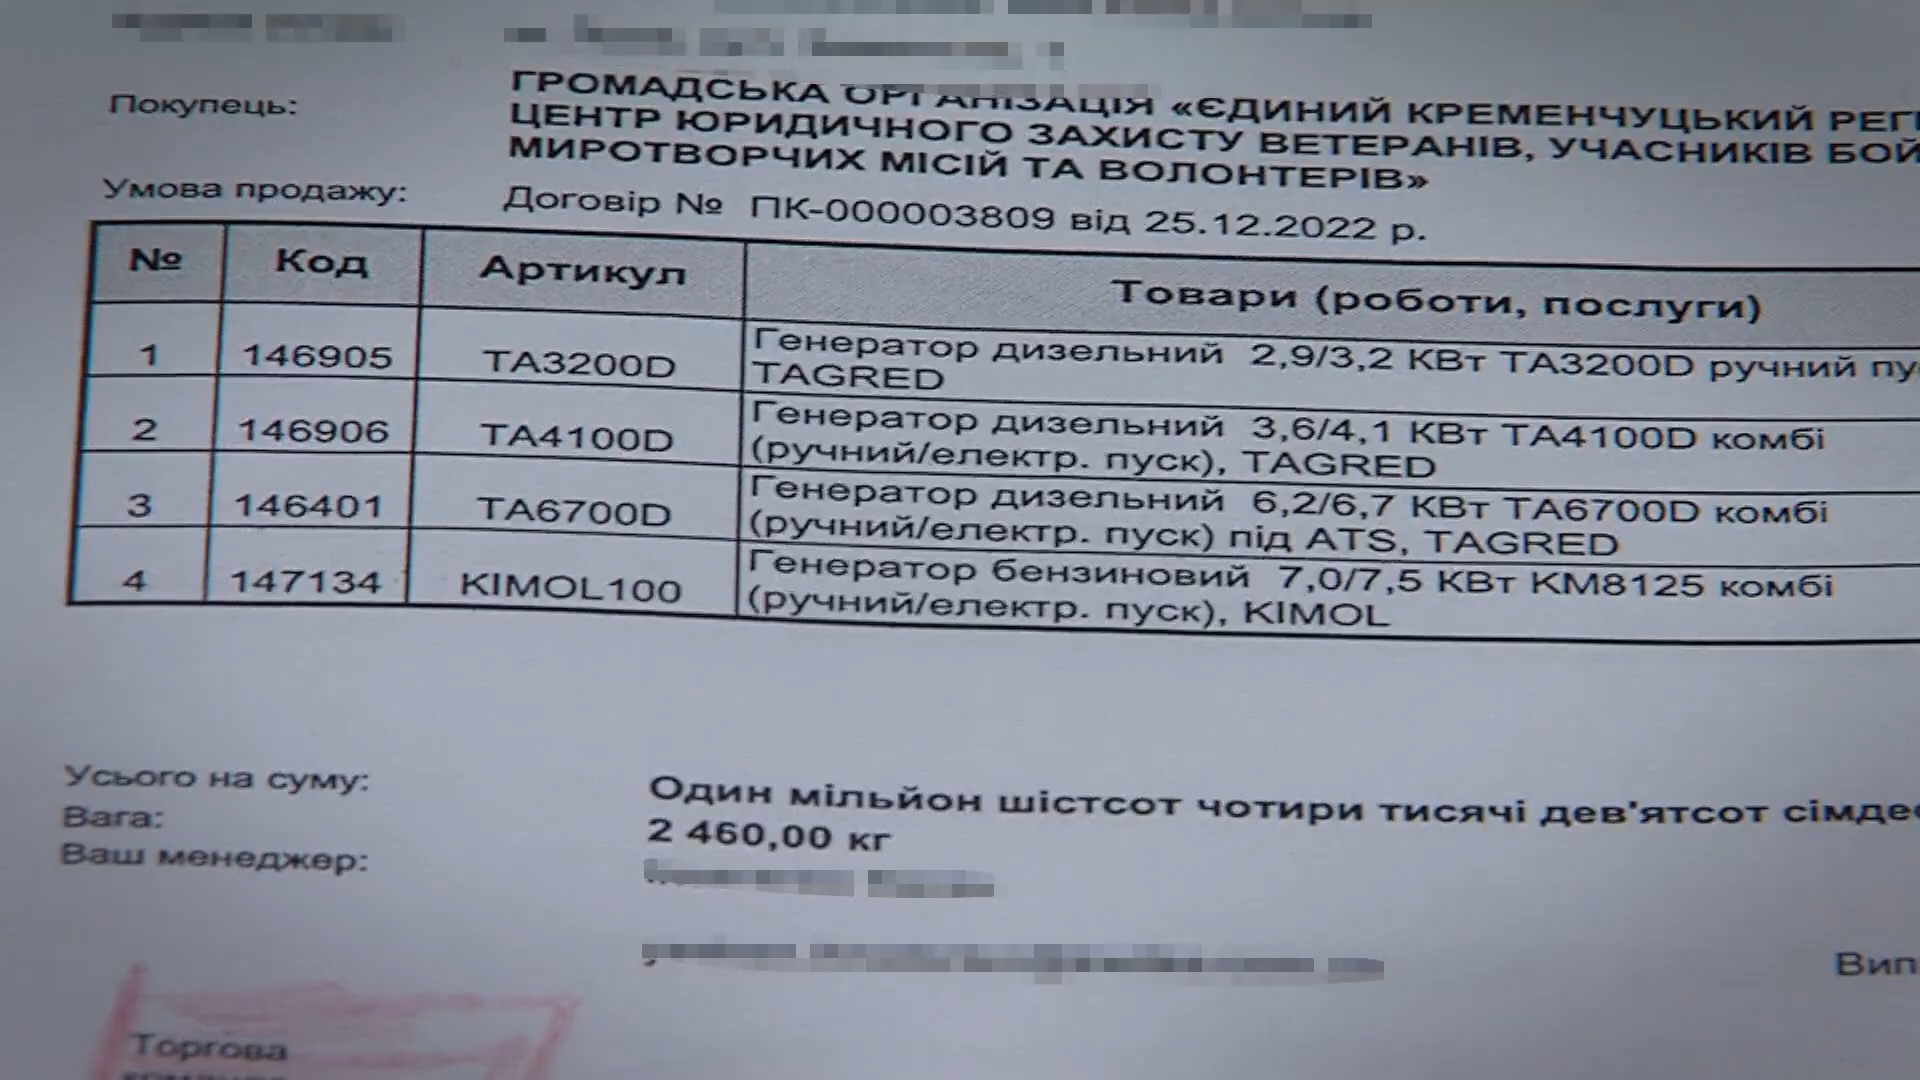 Покупець:
ГРОМАДСЬКА ОРГАНІЗАЦІЯ «ЄДИНИЙ КРЕМЕНЧУЦЬКИЙ
ЦЕНТР ЮРИДИЧНОГО ЗАХИСТУ ВЕТЕРАНІВ, УЧАСНИКІВ
МИРОТВОРЧИХ МІСІЙ ТА ВОЛОНТЕРІВ»
Умова продажу: Договір № ПК-000003809 від 25.12.2022 р.
№ Код Артикул Товари (роботи, послуги)
1 146905 TA3200D Генератор дизельний 2,9/3,2 КВт TA3200D ручний
TAGRED
2 146906 TA4100D Генератор дизельний 3,6/4,1 КВт TA4100D комбі
(ручний/електр. пуск), TAGRED
3 146401 TA6700D Генератор дизельний 6,2/6,7 КВт TA6700D комбі
(ручний/електр. пуск) під ATS, TAGRED
4 147134 KIMOL100 Генератор бензиновий 7,0/7,5 КВт KM8125 комбі
(ручний/електр. пуск), KIMOL
Усього на суму: Один мільйон шістсот чотири тисячі дев'ятсот
Вага: 2 460,00 кг
Ваш менеджер:
Торгова